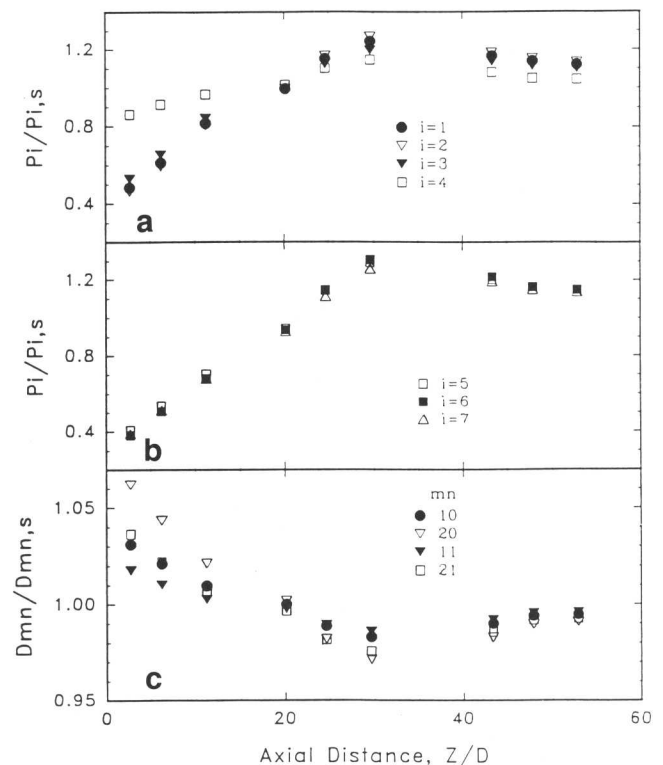 1.2
0.8
0.4
Pi/Pi,s
i=1
i=2
i=3
i=4
a
1.2
0.8
0.4
Pi/Pi,s
i=5
i=6
i=7
b
1.05
1.00
0.95
Dmn/Dmn,s
mn
10
20
11
21
c
0 20 40 60
Axial Distance, Z/D